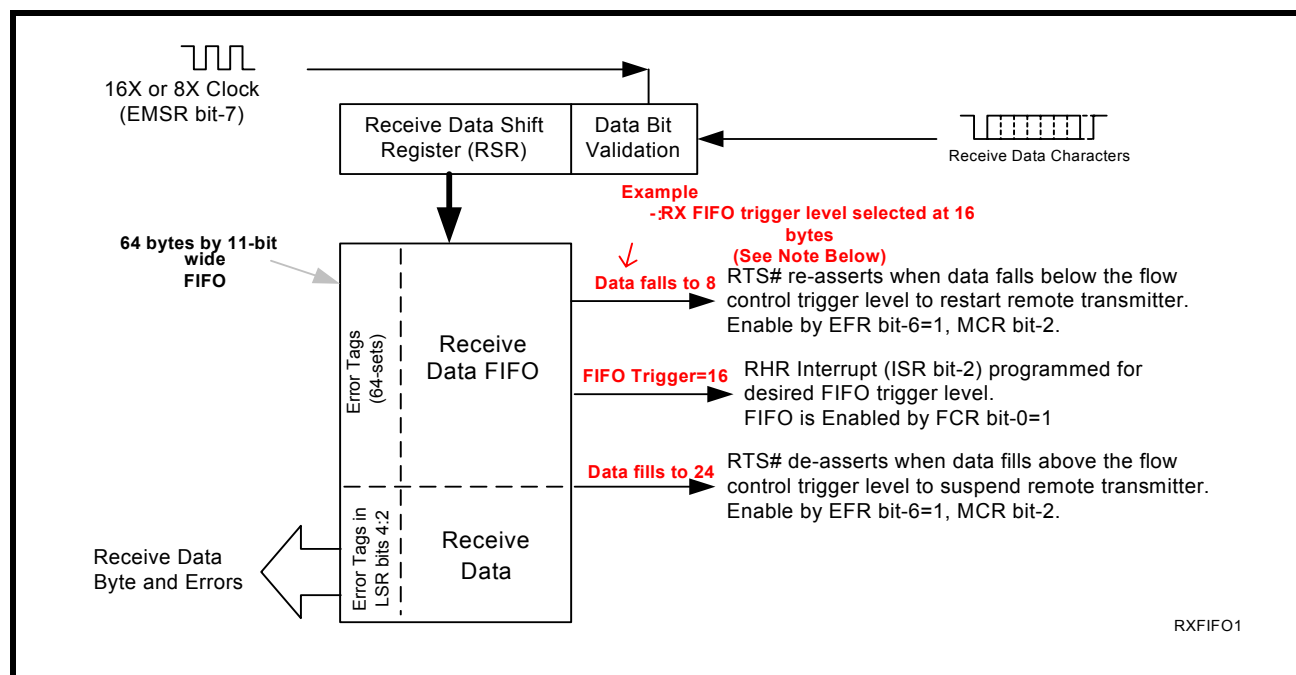 16X or 8X Clock
(EMSR bit-7)
Receive Data Shift
Register (RSR)
Data Bit
Validation
Receive Data Characters
Example
-:RX FIFO trigger level selected at 16
bytes
(See Note Below)
64 bytes by 11-bit
wide
FIFO
Data falls to 8
RTS# re-asserts when data falls below the flow
control trigger level to restart remote transmitter.
Enable by EFR bit-6=1, MCR bit-2.
Error Tags
(64-sets)
Receive
Data FIFO
FIFO Trigger=16
RHR Interrupt (ISR bit-2) programmed for
desired FIFO trigger level.
FIFO is Enabled by FCR bit-0=1
Data fills to 24
RTS# de-asserts when data fills above the flow
control trigger level to suspend remote transmitter.
Enable by EFR bit-6=1, MCR bit-2.
Receive Data
Byte and Errors
Error Tags in
LSR bits 4:2
Receive
Data
RXFIFO1